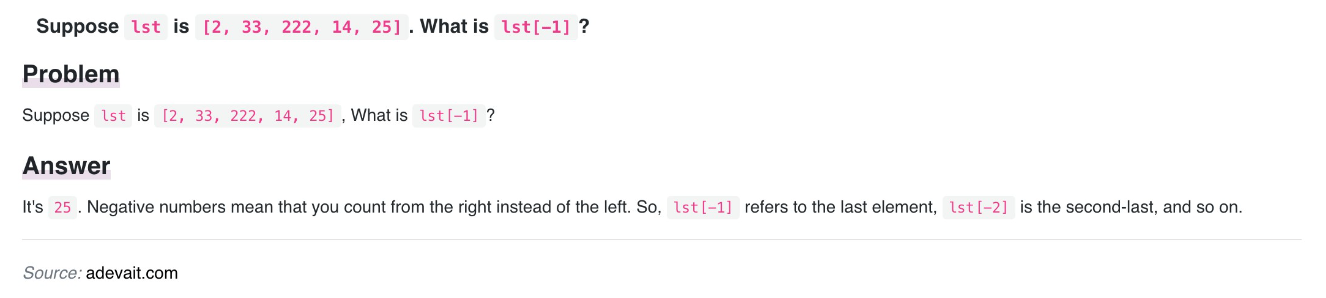 Suppose lst is [2, 33, 222, 14, 25]. What is lst[-1]?
Problem
Suppose lst is [2, 33, 222, 14, 25], What is lst[-1]?
Answer
It's 25. Negative numbers mean that you count from the right instead of the left. So, lst[-1] refers to the last element, lst[-2] is the second-last, and so on.
Source: adevait.com